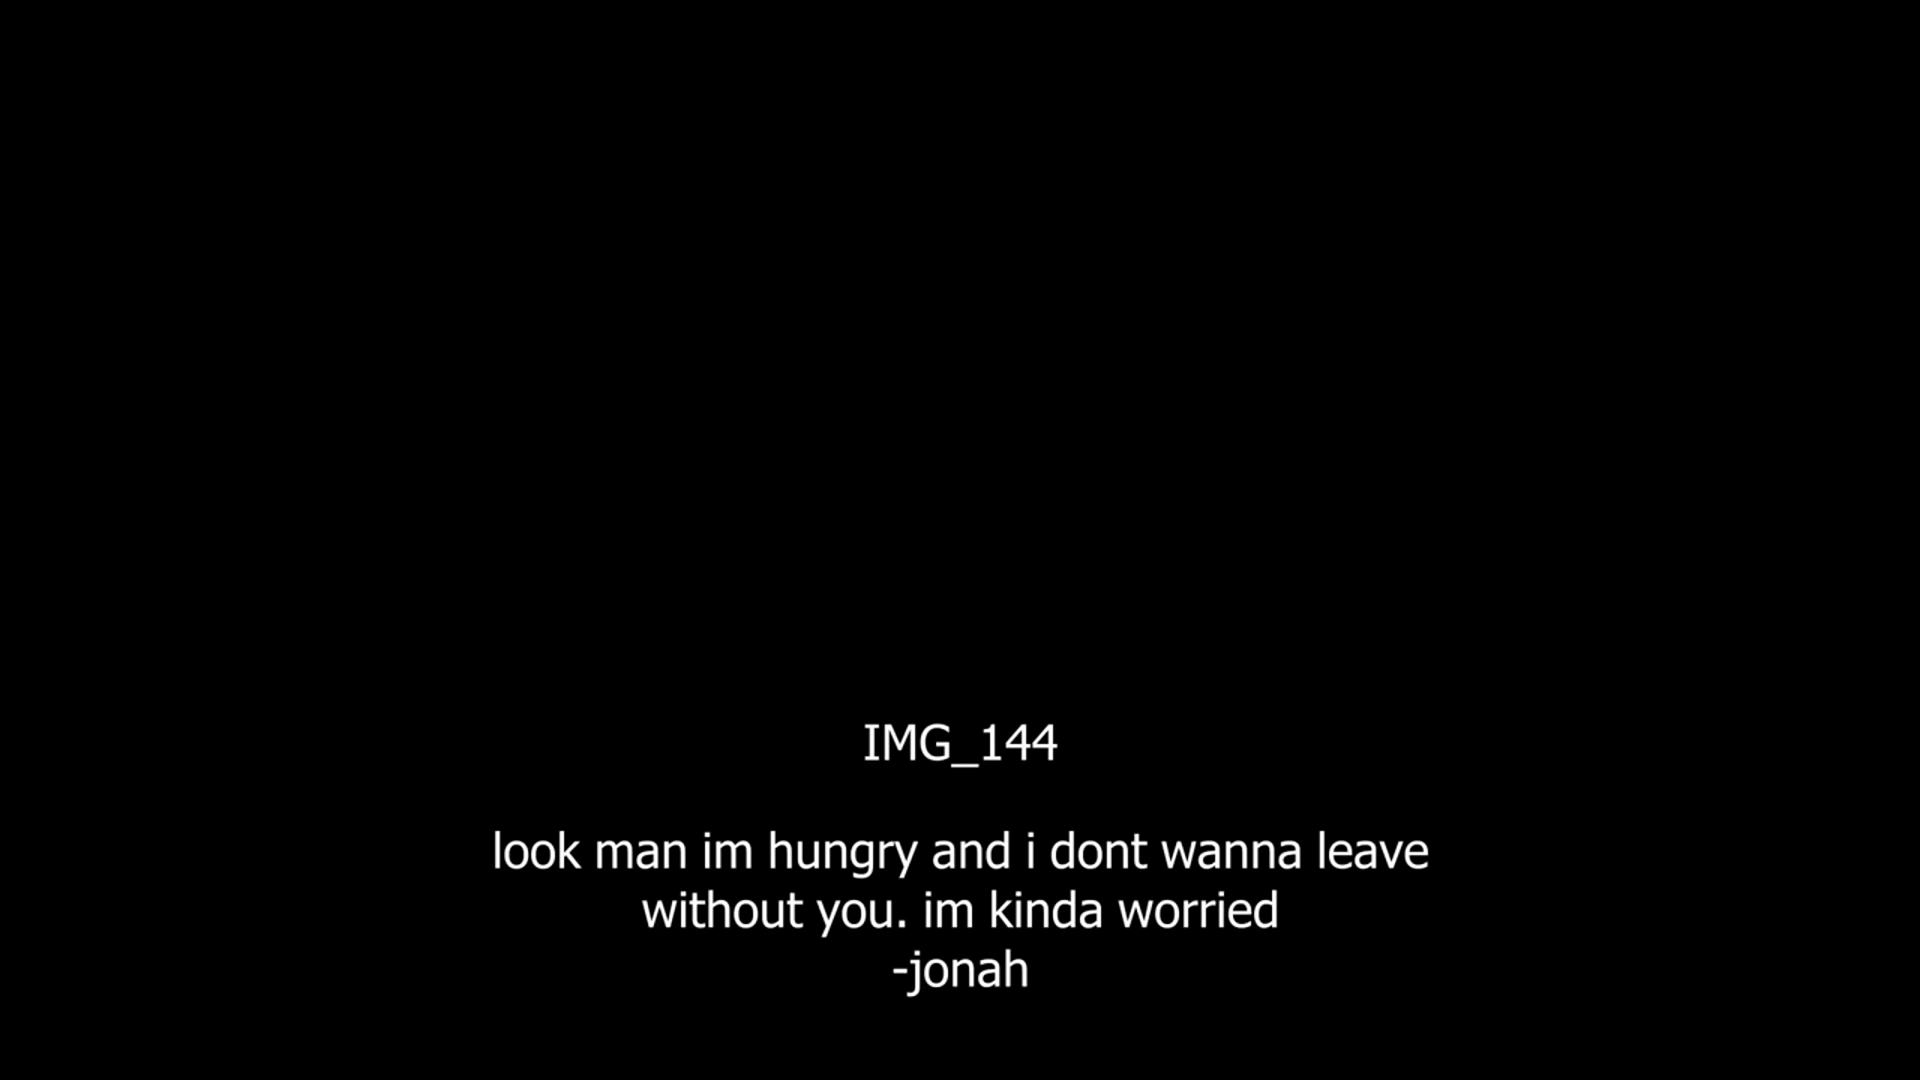 IMG_144
look man im hungry and i dont wanna leave
without you. im kinda worried
-jonah